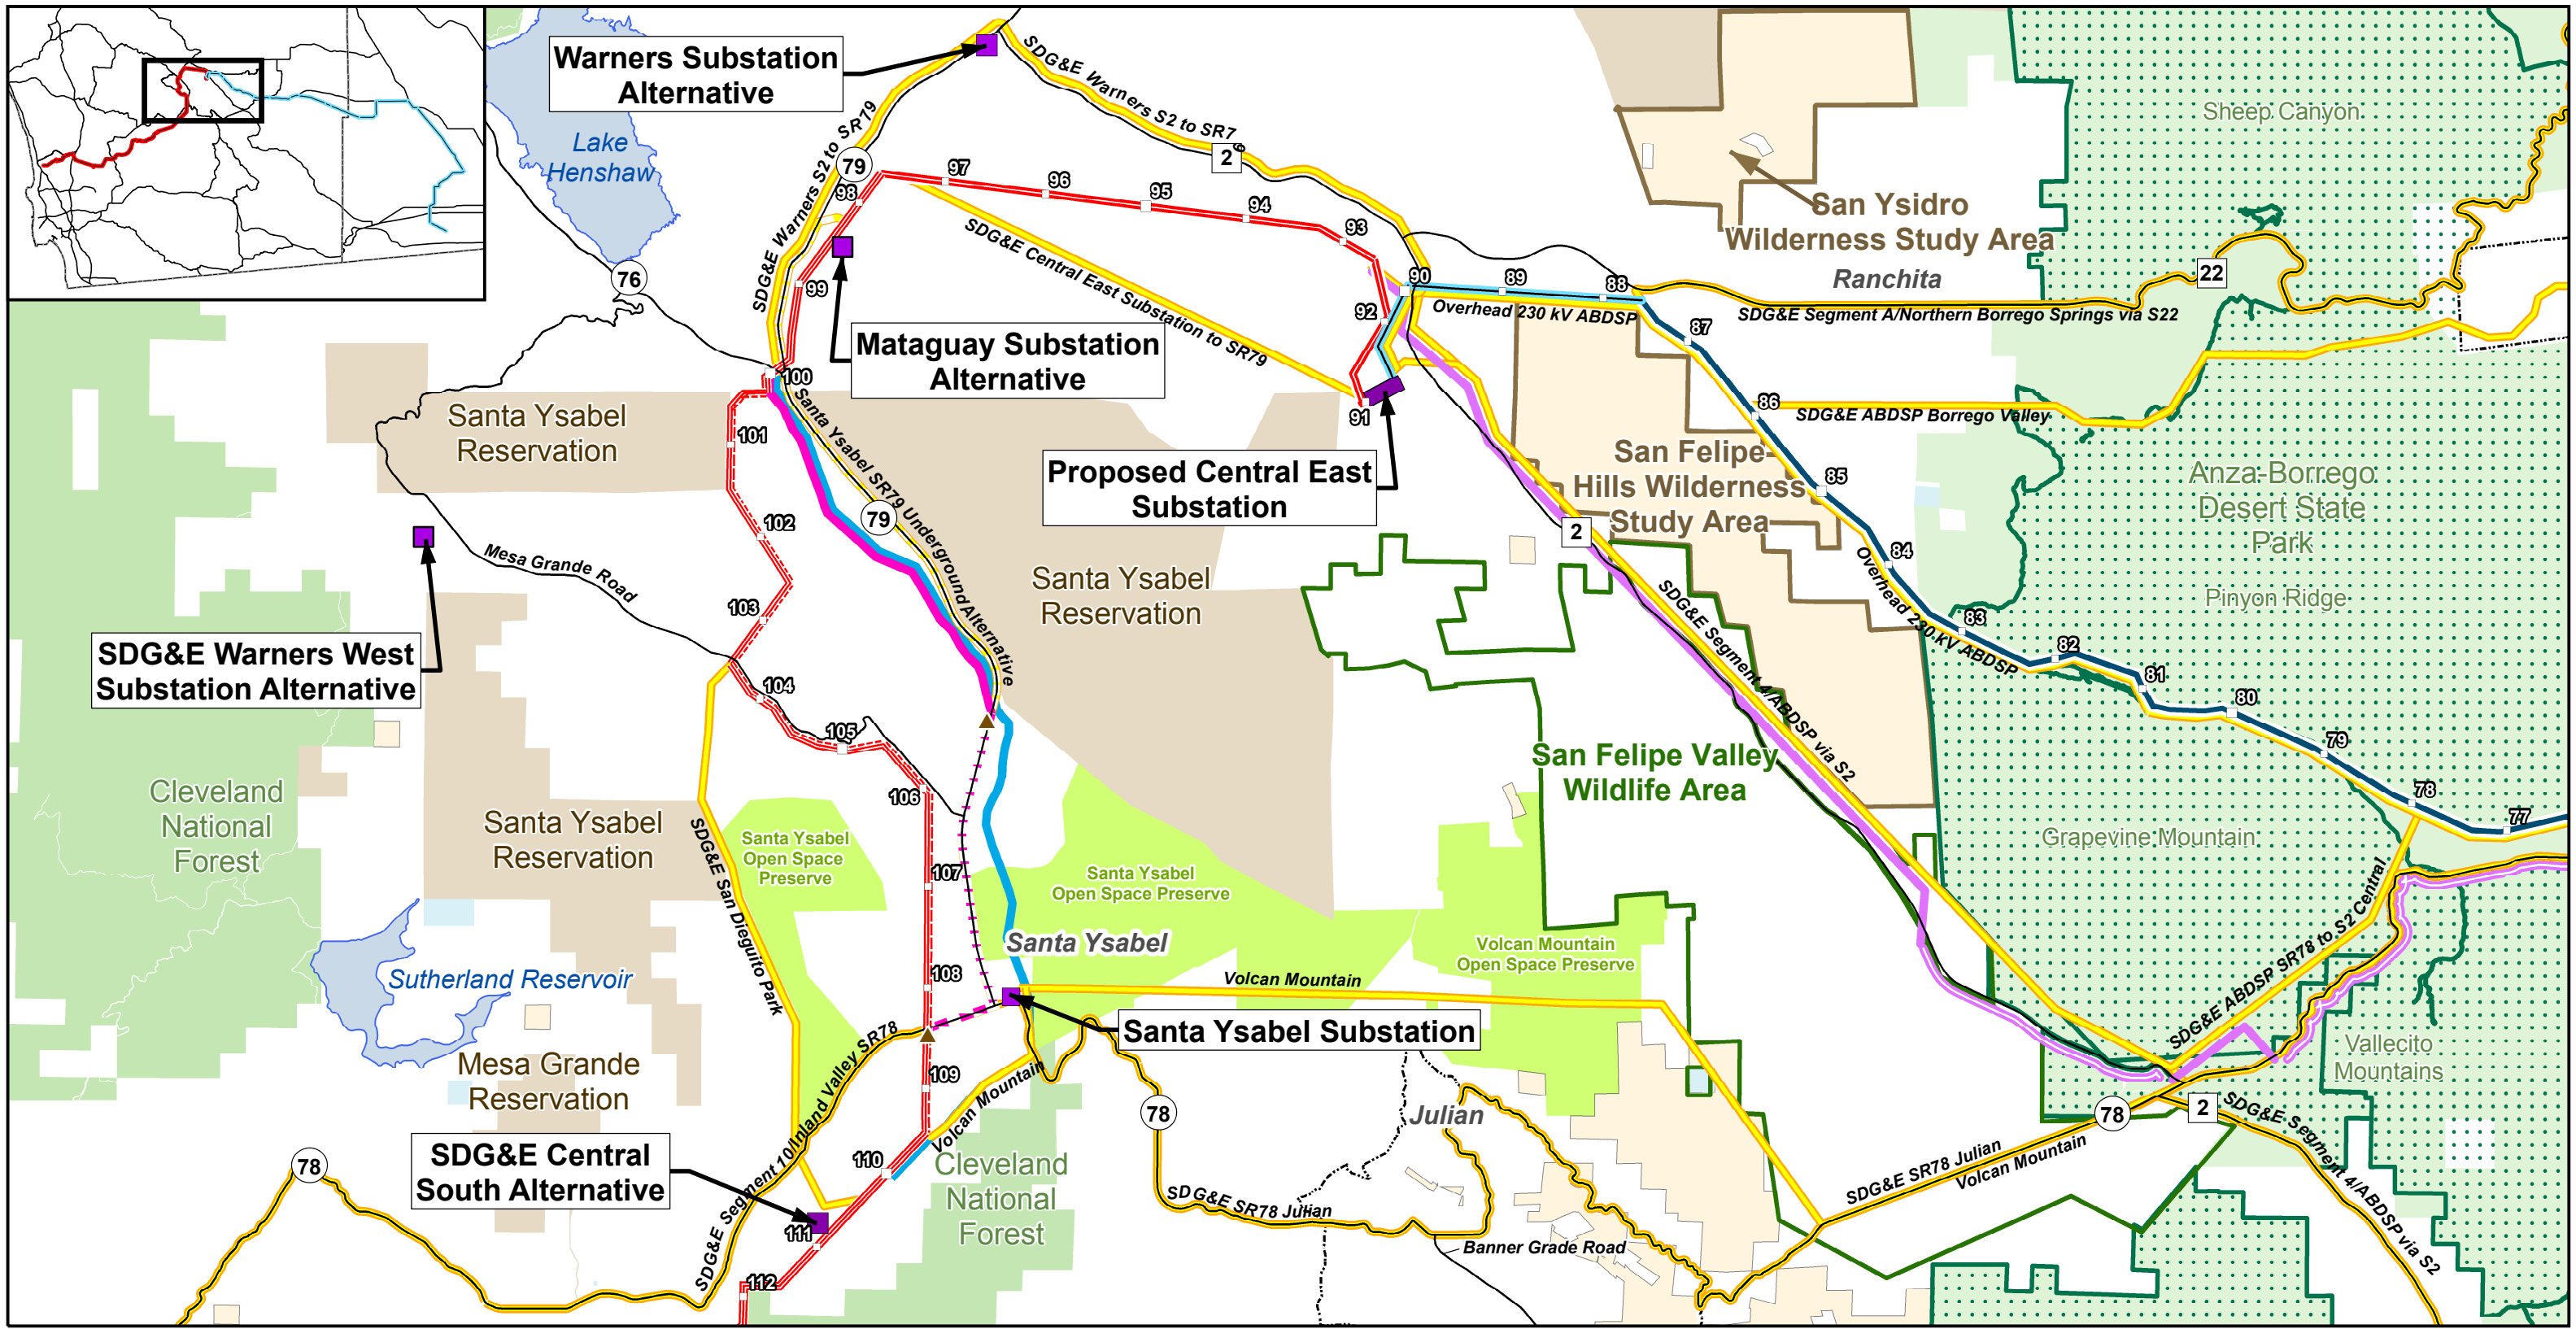 Warners Substation
Alternative
SDG&E Warners S2 to SR7
6
2
Sheep Canyon
Lake
Henshaw
SDG&E Warners S2 to SR79
79
98
97
96
95
94
93
San Ysidro
Wilderness Study Area
Ranchita
22
76
99
SDG&E Central East Substation to SR79
90
89
88
92
Overhead 230 kV ABDSP
SDG&E Segment A/Northern Borrego Springs via S22
87
Mataguay Substation
Alternative
100
91
86
SDG&E ABDSP Borrego Valley
Santa Ysabel
Reservation
101
Santa Ysabel SR79 Underground Alternative
79
Proposed Central East
Substation
San Felipe
Hills Wilderness
Study Area
85
Anza-Borrego
Desert State
Park
102
2
84
Overhead 230 kV ABDSP
Mesa Grande Road
Santa Ysabel
Reservation
Pinyon Ridge
103
83
SDG&E Segment 4/ABDSP via S2
SDG&E Warners West
Substation Alternative
104
82
81
80
105
79
San Felipe Valley
Wildlife Area
78
77
Cleveland
National
Forest
106
Santa Ysabel
Reservation
SDG&E San Dieguito Park
Santa Ysabel
Open Space
Preserve
Grapevine Mountain
107
Santa Ysabel
Open Space Preserve
Santa Ysabel
Volcan Mountain
Open Space Preserve
SDG&E ABDSP SR78 to S2 Central
Sutherland Reservoir
108
Volcan Mountain
Santa Ysabel Substation
Mesa Grande
Reservation
SDG&E Segment 10/Inland Valley SR78
109
Volcan Mountain
Vallecito
Mountains
78
Julian
78
2
SDG&E Central
South Alternative
110
Cleveland
National
Forest
SDG&E SR78 Julian
Volcan Mountain
SDG&E Segment 4/ABDSP via S2
78
SDG&E SR78 Julian
111
Banner Grade Road
112